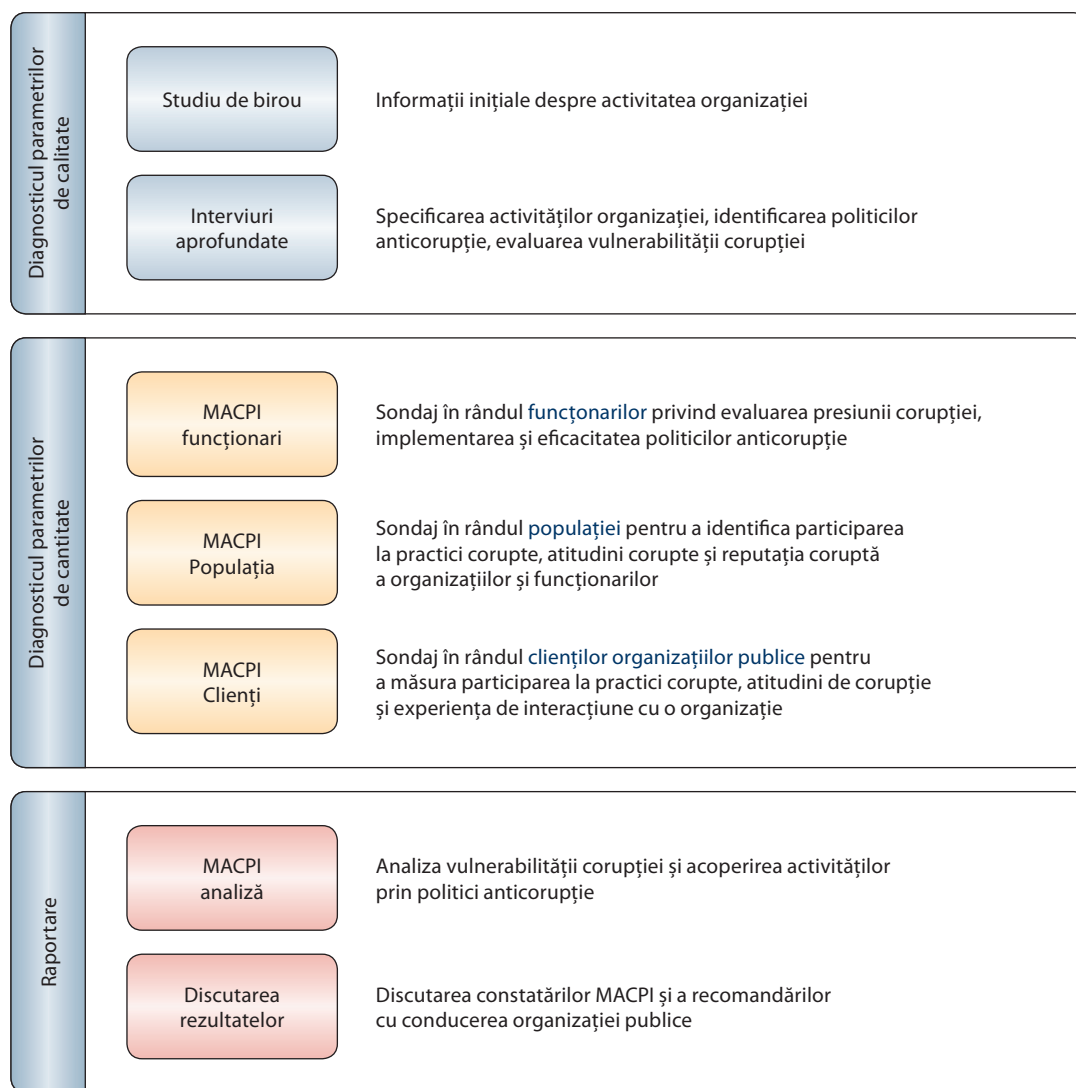 Diagnosticul parametrilor
de calitate
Studiu de birou
Informații inițiale despre activitatea organizației
Interviuri
aprofundate
Specificarea activităților organizației, identificarea politicilor
anticorupție, evaluarea vulnerabilității corupției
Diagnosticul parametrilor
de cantitate
MACPI
funcționari
Sondaj în rândul funcțonarilor privind evaluarea presiunii corupției,
implementarea și eficacitatea politicilor anticorupție
MACPI
Populația
Sondaj în rândul populației pentru a identifica participarea
la practici corupte, atitudini corupte și reputația coruptă
a organizațiilor și funcționarilor
MACPI
Clienți
Sondaj în rândul clienților organizațiilor publice pentru
a măsura participarea la practici corupte, atitudini de corupție
și experiența de interacțiune cu o organizație
Raportare
MACPI
analiză
Analiza vulnerabilității corupției și acoperirea activităților
prin politici anticorupție
Discutarea
rezultatelor
Discutarea constatărilor MACPI și a recomandărilor
cu conducerea organizației publice